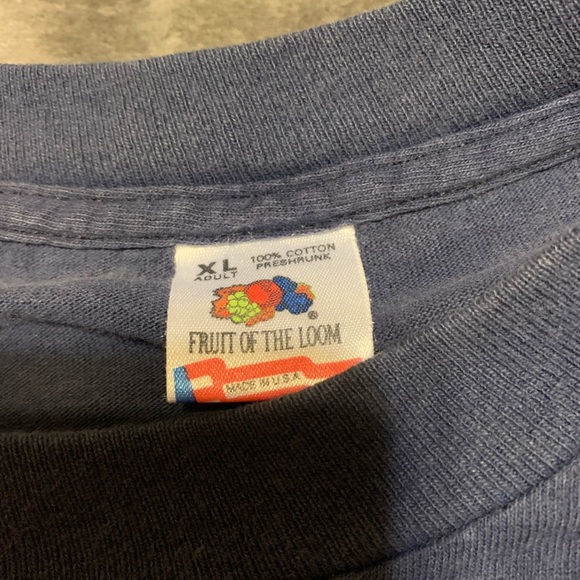 XL
ADULT
100% COTTON
PRESHRUNK
®
FRUIT OF THE LOOM
MADE IN U.S.A.